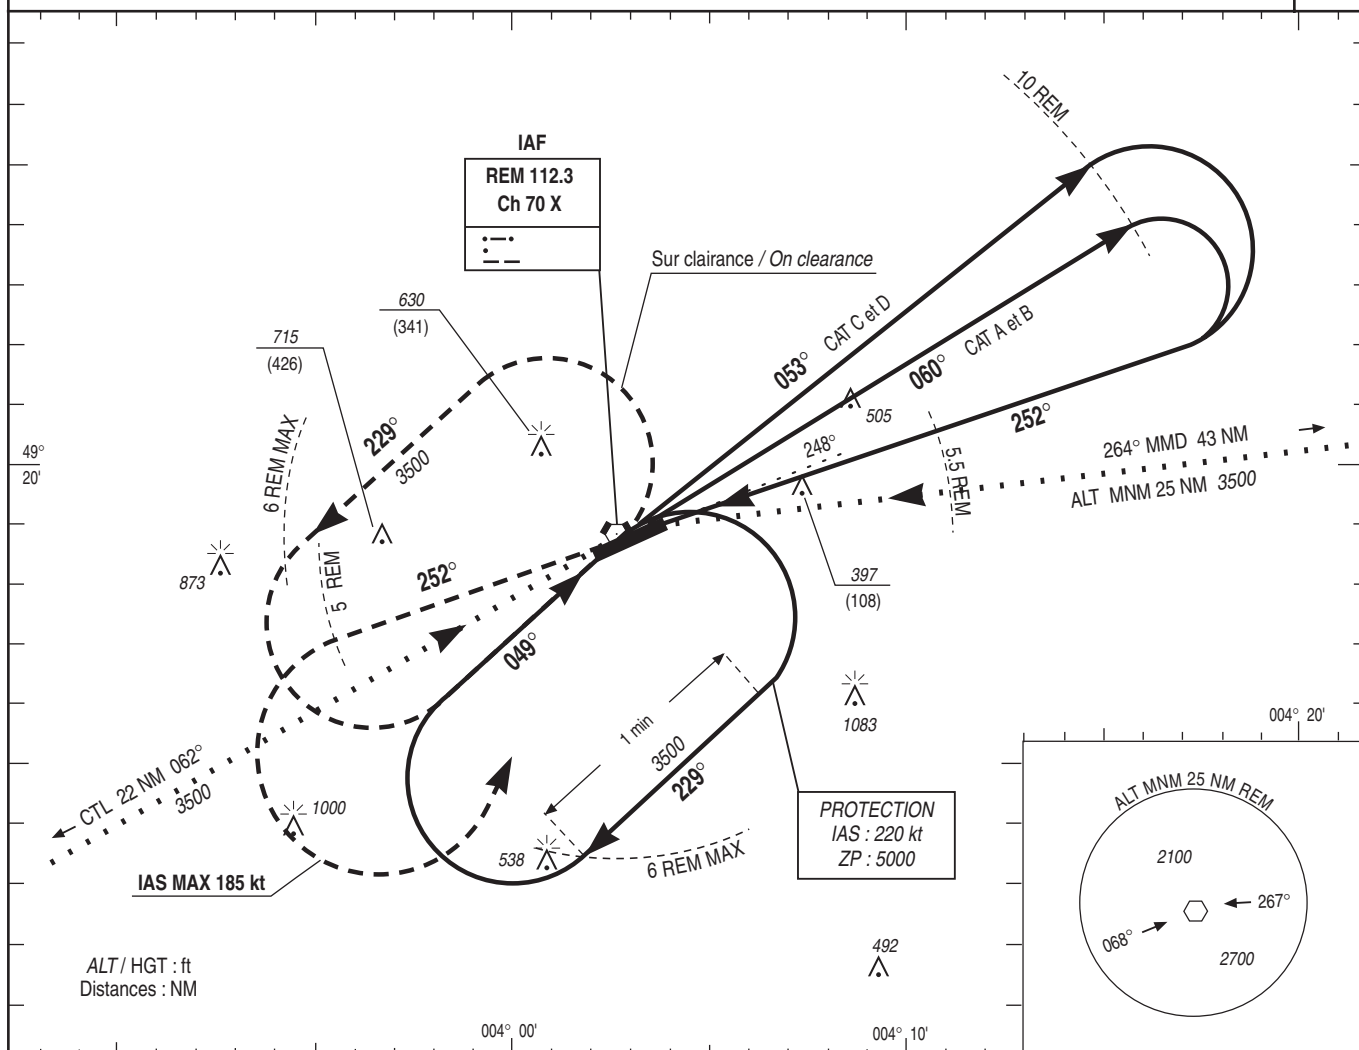 10 REM
IAF
REM 112.3
Ch 70 X
Sur clairance / On clearance
630
(341)
715
(426)
053° CAT C et D
060° CAT A et B
505
229°
3500
6 REM MAX
248°
252°
5.5 REM
264° MMD 43 NM
ALT MNM 25 NM 3500
49°
20'
873
5 REM
252°
397
(108)
049°
1083
004° 20'
1 min
3500
229°
CTL 22 NM 062°
3500
1000
538
6 REM MAX
PROTECTION
IAS : 220 kt
ZP : 5000
IAS MAX 185 kt
ALT MNM 25 NM REM
2100
267°
068°
2700
492
ALT / HGT : ft
Distances : NM
004° 00'
004° 10'